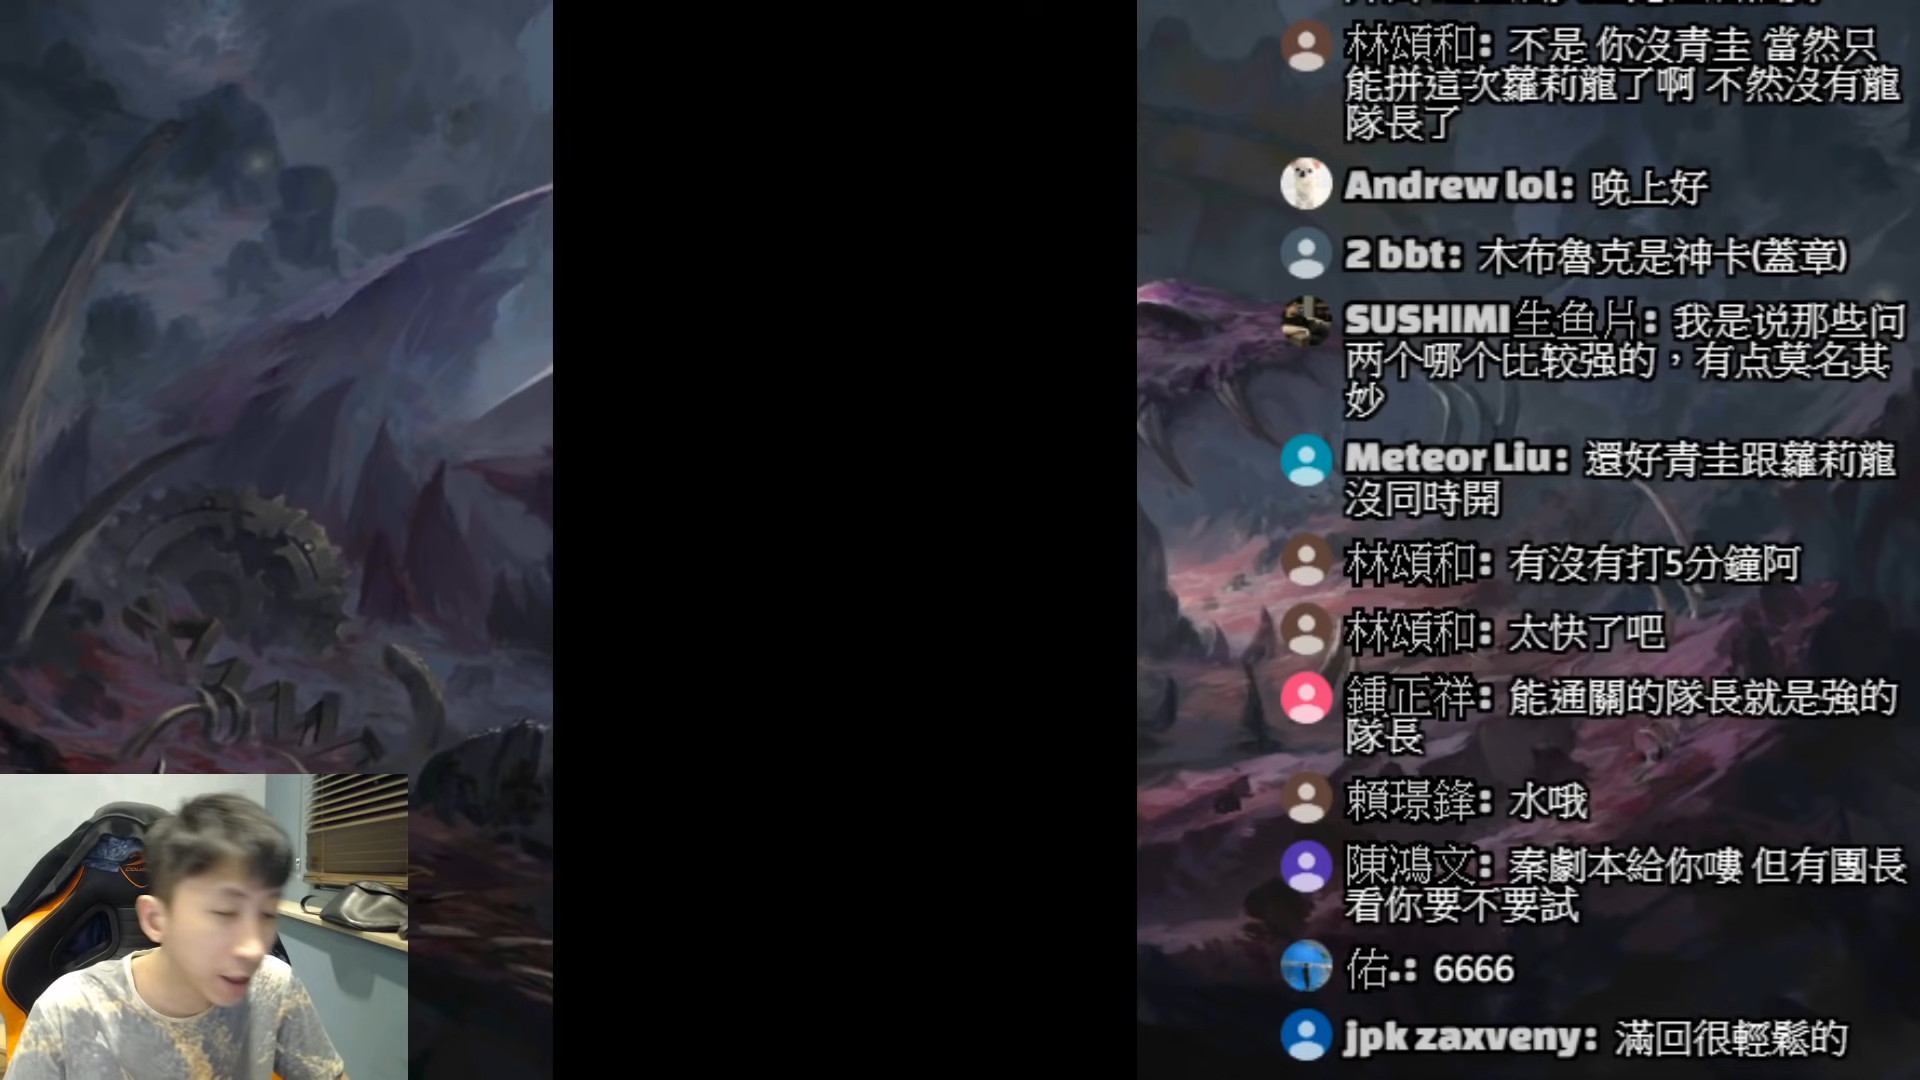 林頌和: 不是 你沒青圭 當然只
能拼這次蘿莉龍了啊 不然沒有龍
隊長了
Andrew lol: 晚上好
2 bbt: 木布魯克是神卡(蓋章)
SUSHIMI生鱼片: 我是说那些问
两个哪个比较强的，有点莫名其
妙
Meteor Liu: 還好青圭跟蘿莉龍
沒同時開
林頌和: 有沒有打5分鐘阿
林頌和: 太快了吧
鍾正祥: 能通關的隊長就是強的
隊長
賴璟鋒: 水哦
陳鴻文: 秦劇本給你嘍 但有團長
看你要不要試
佑.: 6666
jpk zaxveny: 滿回很輕鬆的